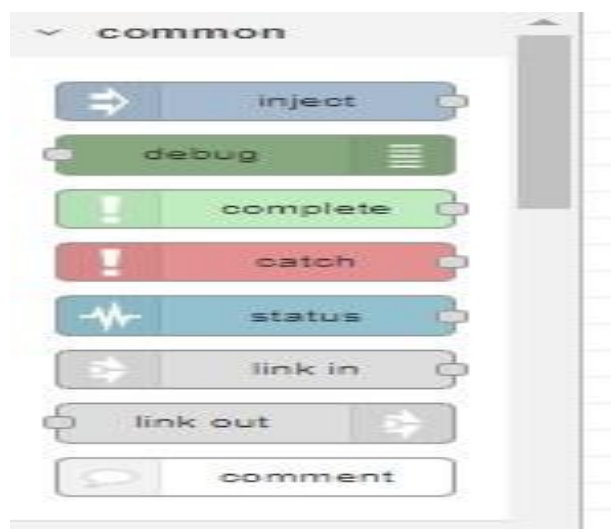 common
inject
debug
complete
catch
status
link in
link out
comment